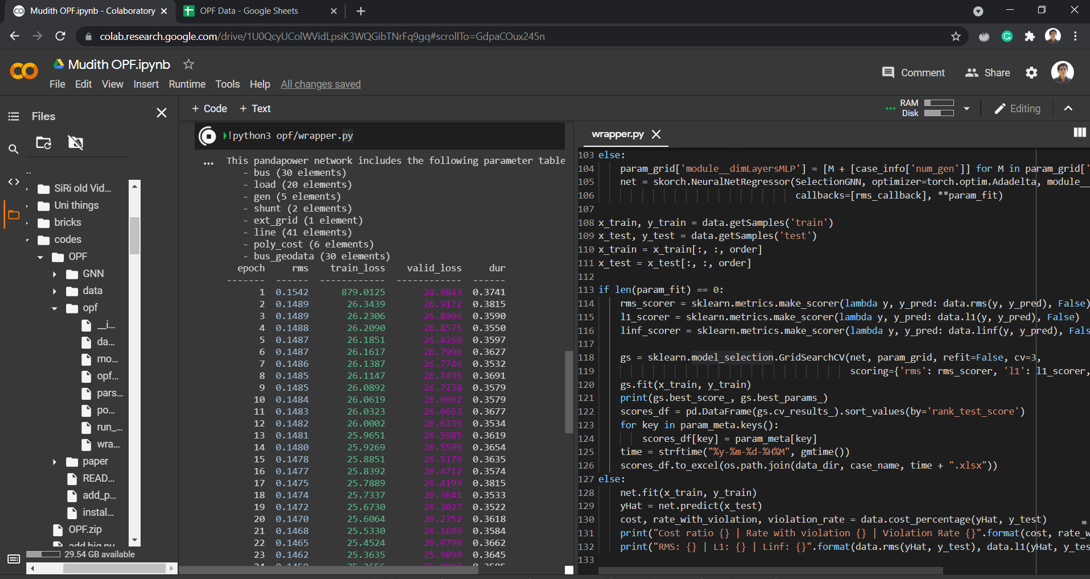 Mudith OPF.ipynb - Colaboratory
OPF Data - Google Sheets
colab.research.google.com/drive/1U0QcyUColWVidLpsiK3WQGibTNrFq9gq#scrollTo=GdpaCOux245n
Mudith OPF.ipynb
File Edit View Insert Runtime Tools Help All changes saved
Comment
Share
Files
+ Code + Text
RAM
Disk
Editing
..
SiRi old Vid...
Uni things
bricks
codes
OPF
GNN
data
opf
__i...
da...
mo...
opf...
pars...
po...
run_...
wra...
paper
READ...
add_p...
instal...
OPF.zip
29.54 GB available
!python3 opf/wrapper.py
This pandapower network includes the following parameter table
- bus (30 elements)
- load (20 elements)
- gen (5 elements)
- shunt (2 elements)
- ext_grid (1 element)
- line (41 elements)
- poly_cost (6 elements)
- bus_geodata (30 elements)
epoch rms train_loss valid_loss dur
1 0.1542 879.0125 26.9843 0.3741
2 0.1489 26.3439 26.9172 0.3815
3 0.1489 26.2306 26.8996 0.3590
4 0.1488 26.2090 26.8575 0.3550
5 0.1487 26.1851 26.8260 0.3597
6 0.1487 26.1617 26.7996 0.3627
7 0.1486 26.1387 26.7746 0.3532
8 0.1485 26.1147 26.7495 0.3691
9 0.1485 26.0892 26.7238 0.3579
10 0.1484 26.0619 26.6962 0.3579
11 0.1483 26.0323 26.6663 0.3677
12 0.1482 26.0002 26.6339 0.3534
13 0.1481 25.9651 26.5985 0.3619
14 0.1480 25.9269 26.5599 0.3654
15 0.1478 25.8851 26.5176 0.3635
16 0.1477 25.8392 26.4712 0.3574
17 0.1475 25.7889 26.4199 0.3815
18 0.1474 25.7337 26.3641 0.3533
19 0.1472 25.6730 26.3027 0.3522
20 0.1470 25.6064 26.2352 0.3618
21 0.1468 25.5330 26.1609 0.3584
22 0.1465 25.4524 26.0790 0.3662
23 0.1462 25.3635 25.9890 0.3645
wrapper.py
103 else:
104 param_grid['module__dimLayersMLP'] = [M + [case_info['num_gen']] for M in param_grid['
105 net = skorch.NeuralNetRegressor(SelectionGNN, optimizer=torch.optim.Adadelta, module__
106 callbacks=[rms_callback], **param_fit)
107
108 x_train, y_train = data.getSamples('train')
109 x_test, y_test = data.getSamples('test')
110 x_train = x_train[:, :, order]
111 x_test = x_test[:, :, order]
112
113 if len(param_fit) == 0:
114 rms_scorer = sklearn.metrics.make_scorer(lambda y, y_pred: data.rms(y, y_pred), False)
115 l1_scorer = sklearn.metrics.make_scorer(lambda y, y_pred: data.l1(y, y_pred), False)
116 linf_scorer = sklearn.metrics.make_scorer(lambda y, y_pred: data.linf(y, y_pred), Fals
117
118 gs = sklearn.model_selection.GridSearchCV(net, param_grid, refit=False, cv=3,
119 scoring={'rms': rms_scorer, 'l1': l1_scorer,
120 gs.fit(x_train, y_train)
121 print(gs.best_score_, gs.best_params_)
122 scores_df = pd.DataFrame(gs.cv_results_).sort_values(by='rank_test_score')
123 for key in param_meta.keys():
124 scores_df[key] = param_meta[key]
125 time = strftime("%y-%m-%d-%H%M", gmtime())
126 scores_df.to_excel(os.path.join(data_dir, case_name, time + ".xlsx"))
127 else:
128 net.fit(x_train, y_train)
129 yHat = net.predict(x_test)
130 cost, rate_with_violation, violation_rate = data.cost_percentage(yHat, y_test)
131 print("Cost ratio {} | Rate with violation {} | Violation Rate {}".format(cost, rate_w
132 print("RMS: {} | L1: {} | Linf: {}".format(data.rms(yHat, y_test), data.l1(yHat, y_tes
133